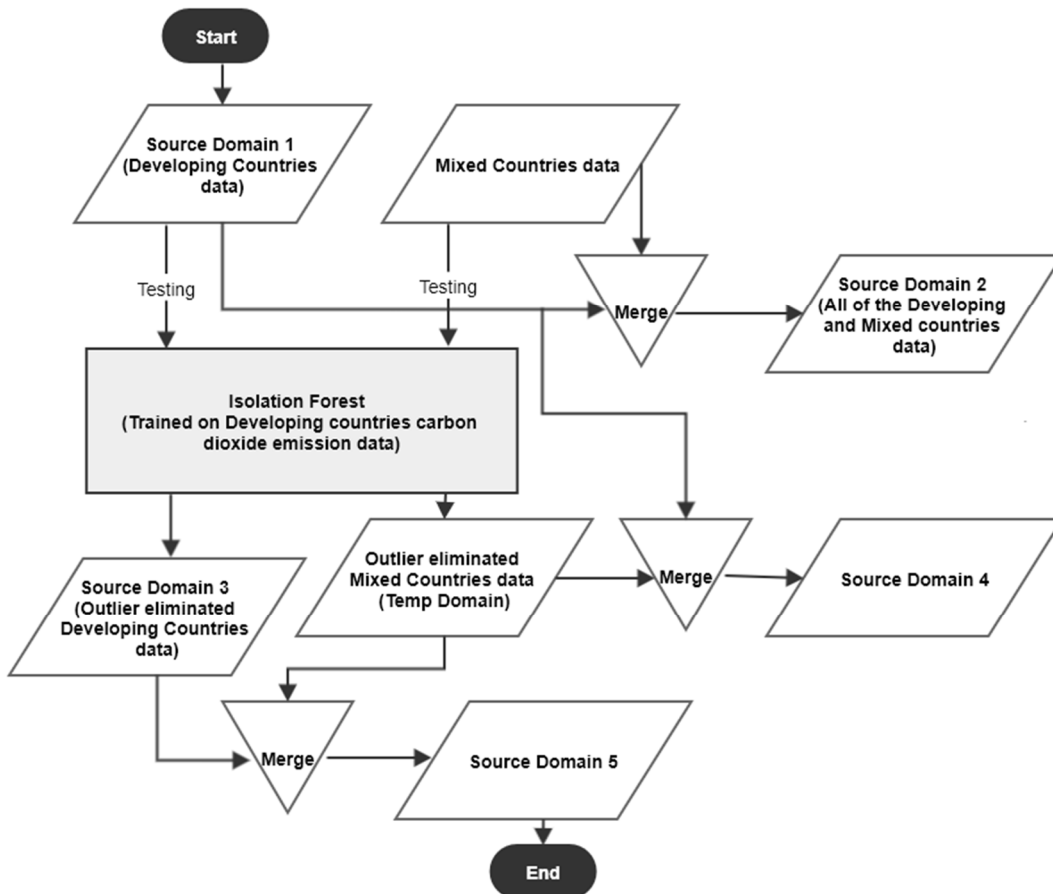 Start
Source Domain 1
(Developing Countries
data)
Mixed Countries data
Testing
Testing
Merge
Source Domain 2
(All of the Developing
and Mixed countries
data)
Isolation Forest
(Trained on Developing countries carbon
dioxide emission data)
Outlier eliminated
Mixed Countries data
(Temp Domain)
Merge
Source Domain 4
Source Domain 3
(Outlier eliminated
Developing Countries
data)
Merge
Source Domain 5
End